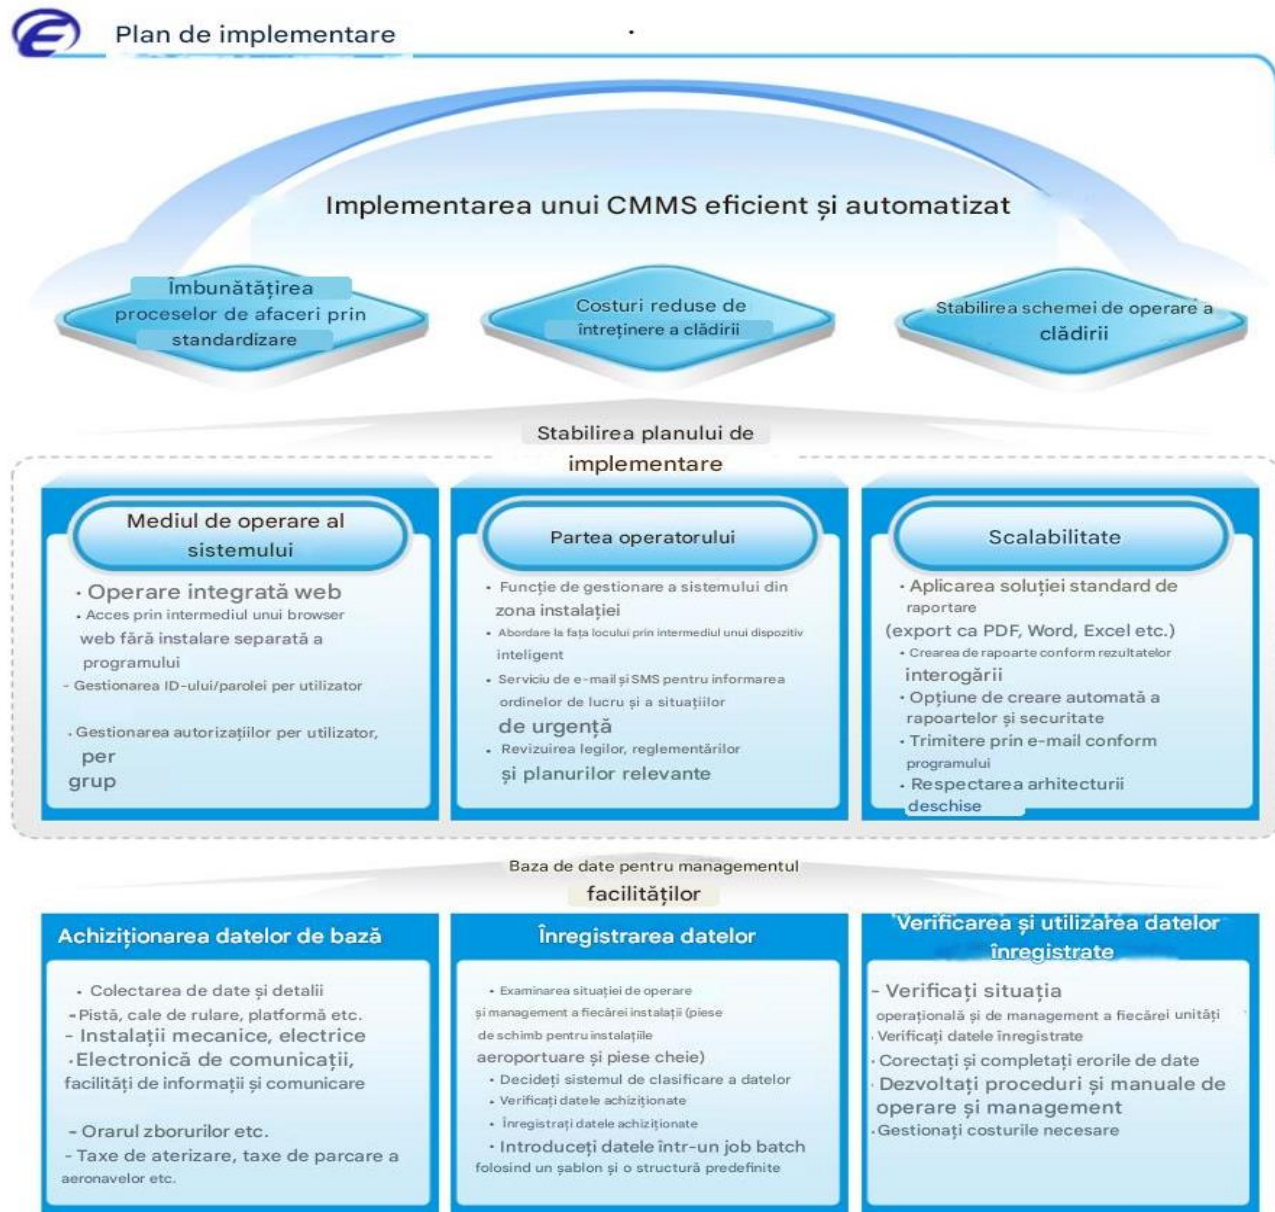 Plan de implementare
Implementarea unui CMMS eficient și automatizat
Îmbunătățirea
proceselor de afaceri prin
standardizare
Costuri reduse de
întreținere a clădirii
Stabilirea schemei de operare a
clădirii
Stabilirea planului de
implementare
Mediul de operare al
sistemului
• Operare integrată web
• Acces prin intermediul unui browser
web fără instalare separată a
programului
- Gestionarea ID-ului/parolei per utilizator
• Gestionarea autorizațiilor per utilizator,
per
grup
Partea operatorului
• Funcție de gestionare a sistemului din
zona instalației
• Abordare la fața locului prin intermediul unui dispozitiv
inteligent
• Serviciu de e-mail și SMS pentru informarea
ordinelor de lucru și a situațiilor
de urgență
• Revizuirea legilor, reglementărilor
și planurilor relevante
Scalabilitate
• Aplicarea soluției standard de
raportare
(export ca PDF, Word, Excel etc.)
• Crearea de rapoarte conform rezultatelor
interogării
• Opțiune de creare automată a
rapoartelor și securitate
• Trimitere prin e-mail conform
programului
• Respectarea arhitecturii
deschise
Baza de date pentru managementul
facilităților
Achiziționarea datelor de bază
• Colectarea de date și detalii
- Pistă, cale de rulare, platformă etc.
- Instalații mecanice, electrice
• Electronică de comunicații,
facilități de informații și comunicare
- Orarul zborurilor etc.
- Taxe de aterizare, taxe de parcare a
aeronavelor etc.
Înregistrarea datelor
• Examinarea situației de operare
și management a fiecărei instalații (piese
de schimb pentru instalațiile
aeroportuare și piese cheie)
• Decideți sistemul de clasificare a datelor
• Verificați datele achiziționate
• Înregistrați datele achiziționate
• Introduceți datele într-un job batch
folosind un șablon și o structură predefinite
Verificarea și utilizarea datelor
înregistrate
- Verificați situația
operațională și de management a fiecărei unități
• Verificați datele înregistrate
• Corectați și completați erorile de date
• Dezvoltați proceduri și manuale de
operare și management
• Gestionați costurile necesare